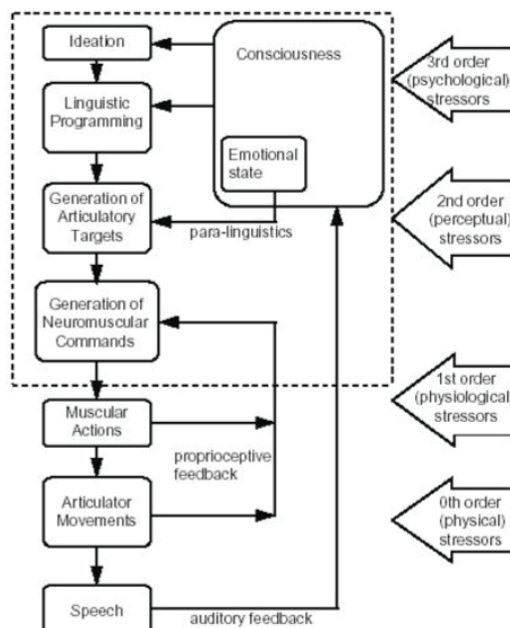 Ideation
Consciousness
3rd order
(psychological)
stressors
Linguistic
Programming
Emotional
state
Generation of
Articulatory
Targets
para-linguistics
2nd order
(perceptual)
stressors
Generation of
Neuromuscular
Commands
1st order
(physiological)
stressors
Muscular
Actions
proprioceptive
feedback
Articulator
Movements
0th order
(physical)
stressors
Speech
auditory feedback